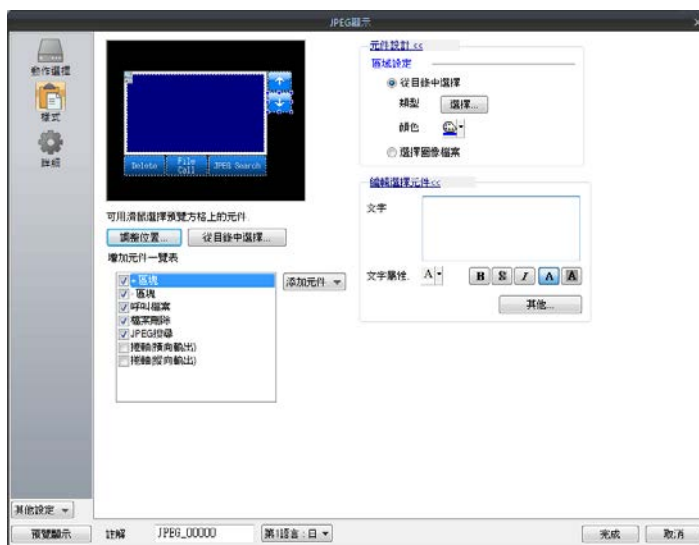 JPEG顯示
動作選擇
樣式
詳細
Delete
File Call
JPEG Search
可用滑鼠選擇預覽方格上的元件.
調整位置...
從目錄中選擇...
增加元件一覽表
+ 區塊
- 區塊
呼叫檔案
檔案刪除
JPEG搜尋
捲軸(橫向輸出)
捲軸(縱向輸出)
添加元件
元件設計 <<
區域設定
從目錄中選擇
類型
選擇...
顏色
選擇圖像檔案
編輯選擇元件<<
文字
文字屬性.
A
B S I A A
其他...
其他設定
預覽顯示
註解
JPEG_00000
第1語言 : 日
完成
取消